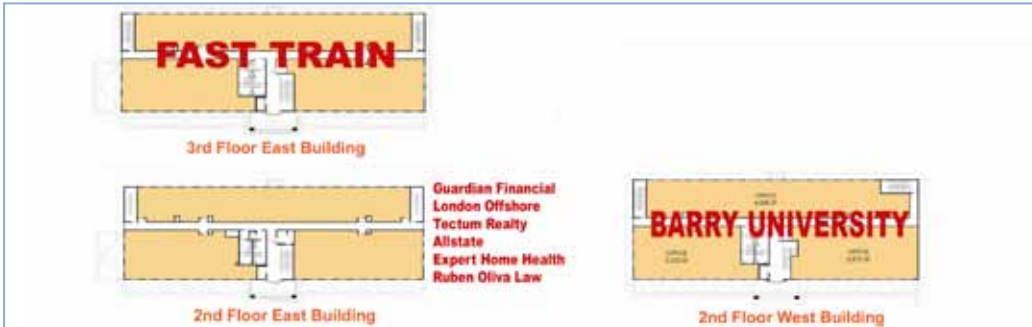 FAST TRAIN
3rd Floor East Building
Guardian Financial
London Offshore
Tectum Realty
Allstate
Expert Home Health
Ruben Oliva Law
2nd Floor East Building
BARRY UNIVERSITY
2nd Floor West Building